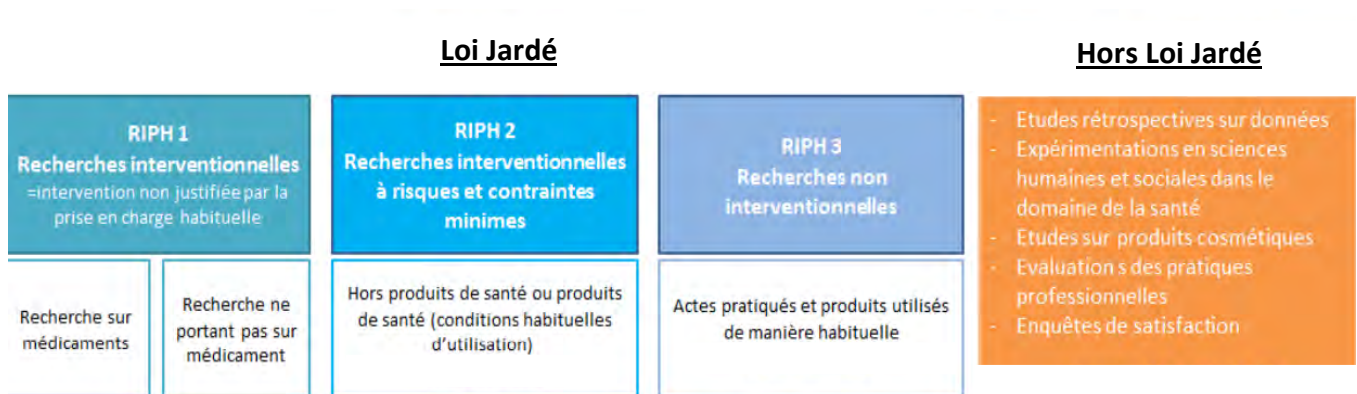 Loi Jardé
Hors Loi Jardé
RIPH 1
Recherches interventionnelles
=intervention non justifiée par la
prise en charge habituelle
RIPH 2
Recherches interventionnelles
à risques et contraintes
minimes
RIPH 3
Recherches non
interventionnelles
- Etudes rétrospectives sur données
- Expérimentations en sciences
humaines et sociales dans le
domaine de la santé
- Etudes sur produits cosmétiques
- Evaluation s des pratiques
professionnelles
- Enquêtes de satisfaction
Recherche sur
médicaments
Recherche ne
portant pas sur
médicament
Hors produits de santé ou produits
de santé (conditions habituelles
d'utilisation)
Actes pratiqués et produits utilisés
de manière habituelle